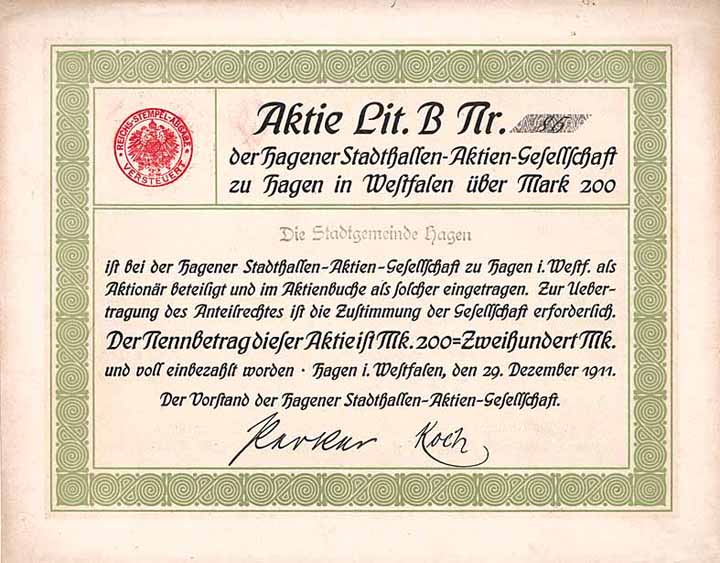 Aktie Lit. B Nr. 86
der Hagener Stadthallen-Aktien-Gesellschaft
zu Hagen in Westfalen über Mark 200
REICHS-STEMPEL-ABGABE
VERSTEUERT
Die Stadtgemeinde Hagen
ist bei der Hagener Stadthallen-Aktien-Gesellschaft zu Hagen i. Westf. als
Aktionär beteiligt und im Aktienbuche als solcher eingetragen. Zur Ueber-
tragung des Anteilsrechtes ist die Zustimmung der Gesellschaft erforderlich.
Der Nennbetrag dieser Aktie ist Mk. 200=Zweihundert Mk.
und voll einbezahlt worden · Hagen i. Westfalen, den 29. Dezember 1911.
Der Vorstand der Hagener Stadthallen-Aktien-Gesellschaft.
Koch